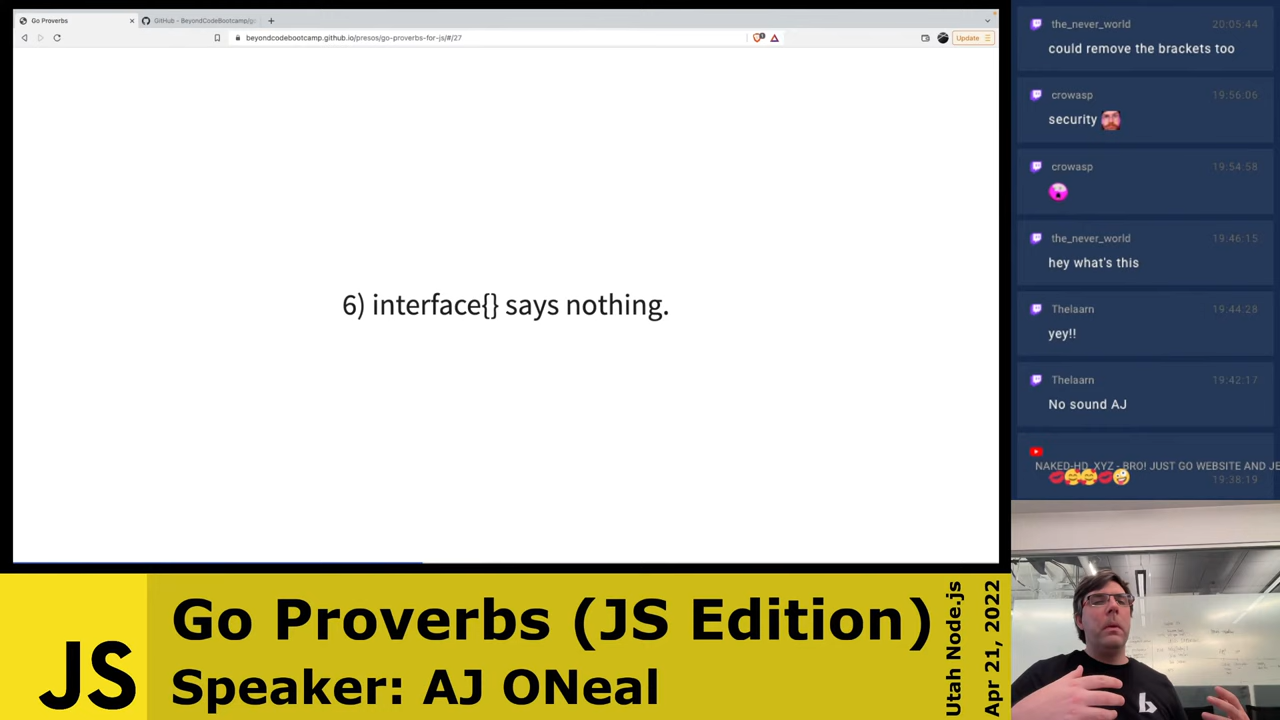 Go Proverbs
GitHub - BeyondCodeBootcamp/g
beyondcodebootcamp.github.io/presos/go-proverbs-for-js/#/27
Update
6) interface{} says nothing.
the_never_world 20:05:44
could remove the brackets too
crowasp 19:56:06
security
crowasp 19:54:58
the_never_world 19:46:15
hey what's this
Thelaarn 19:44:28
yey!!
Thelaarn 19:42:17
No sound AJ
NAKED-HD, XYZ - BRO! JUST GO WEBSITE AND JE
19:38:19
JS
Go Proverbs (JS Edition)
Speaker: AJ ONeal
Utah Node.js
Apr 21, 2022